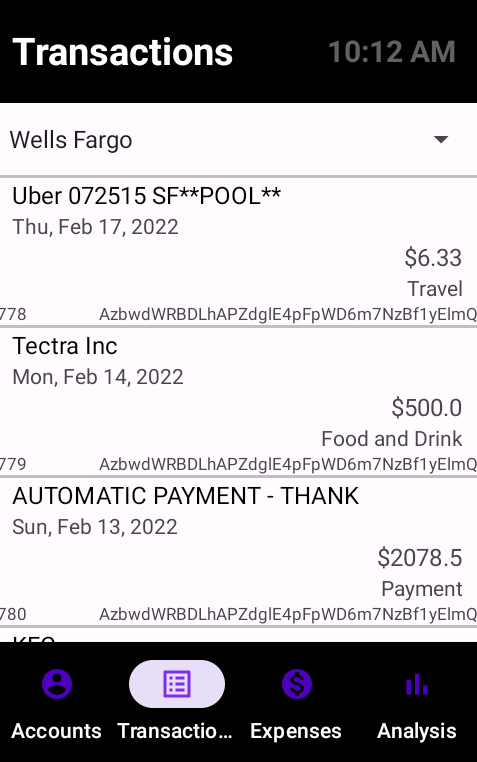 Transactions 10:12 AM
Wells Fargo
Uber 072515 SF**POOL**
Thu, Feb 17, 2022
$6.33
Travel
778 AzbwdWRBDLhAPZdglE4pFpWD6m7NzBf1yElmQ
Tectra Inc
Mon, Feb 14, 2022
$500.0
Food and Drink
779 AzbwdWRBDLhAPZdglE4pFpWD6m7NzBf1yElmQ
AUTOMATIC PAYMENT - THANK
Sun, Feb 13, 2022
$2078.5
Payment
780 AzbwdWRBDLhAPZdglE4pFpWD6m7NzBf1yElmQ
Accounts Transactio... Expenses Analysis